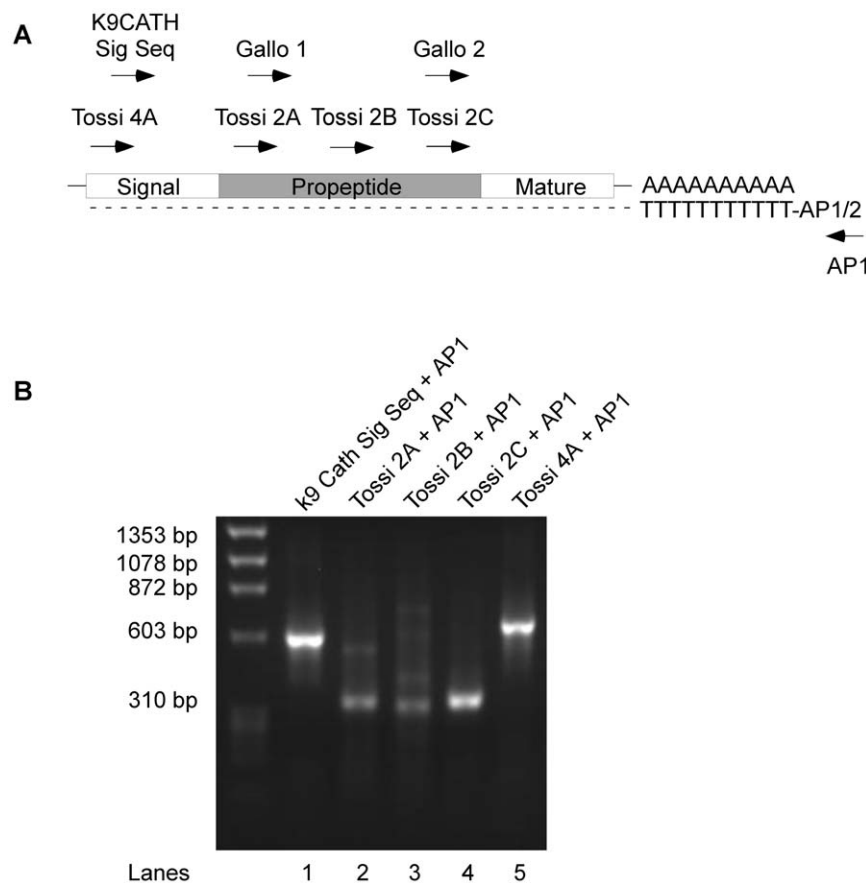 A
K9CATH
Sig Seq
Gallo 1
Gallo 2
Tossi 4A
Tossi 2A
Tossi 2B
Tossi 2C
Signal
Propeptide
Mature
AAAAAAAAAA
TTTTTTTTTTT-AP1/2
AP1
B
k9 Cath Sig Seq + AP1
Tossi 2A + AP1
Tossi 2B + AP1
Tossi 2C + AP1
Tossi 4A + AP1
1353 bp
1078 bp
872 bp
603 bp
310 bp
Lanes 1 2 3 4 5